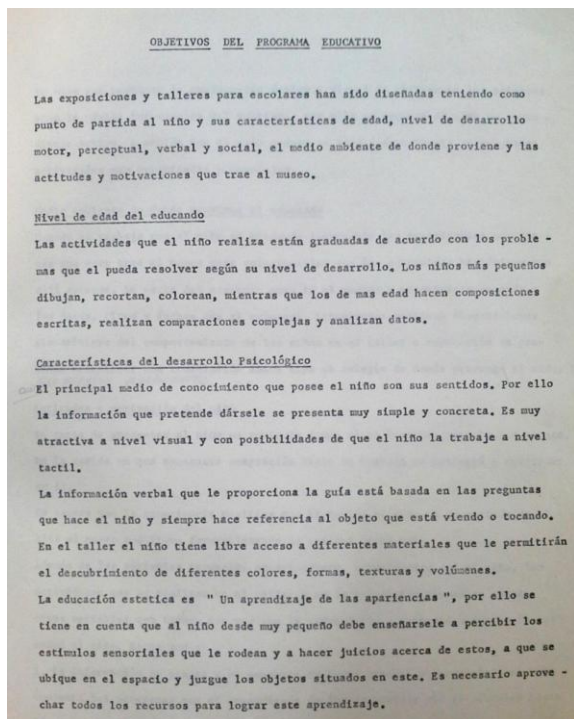 OBJETIVOS DEL PROGRAMA EDUCATIVO
Las exposiciones y talleres para escolares han sido diseñadas teniendo como
punto de partida al niño y sus características de edad, nivel de desarrollo
motor, perceptual, verbal y social, el medio ambiente de donde proviene y las
actitudes y motivaciones que trae al museo.
Nivel de edad del educando
Las actividades que el niño realiza están graduadas de acuerdo con los proble -
mas que el pueda resolver según su nivel de desarrollo. Los niños más pequeños
dibujan, recortan, colorean, mientras que los de mas edad hacen composiciones
escritas, realizan comparaciones complejas y analizan datos.
Características del desarrollo Psicológico
El principal medio de conocimiento que posee el niño son sus sentidos. Por ello
la información que pretende dársele se presenta muy simple y concreta. Es muy
atractiva a nivel visual y con posibilidades de que el niño la trabaje a nivel
tactil.
La información verbal que le proporciona la guía está basada en las preguntas
que hace el niño y siempre hace referencia al objeto que está viendo o tocando.
En el taller el niño tiene libre acceso a diferentes materiales que le permitirán
el descubrimiento de diferentes colores, formas, texturas y volúmenes.
La educación estetica es " Un aprendizaje de las apariencias ", por ello se
tiene en cuenta que al niño desde muy pequeño debe enseñarsele a percibir los
estímulos sensoriales que le rodean y a hacer juicios acerca de estos, a que se
ubique en el espacio y juzgue los objetos situados en este. Es necesario aprove -
char todos los recursos para lograr este aprendizaje.